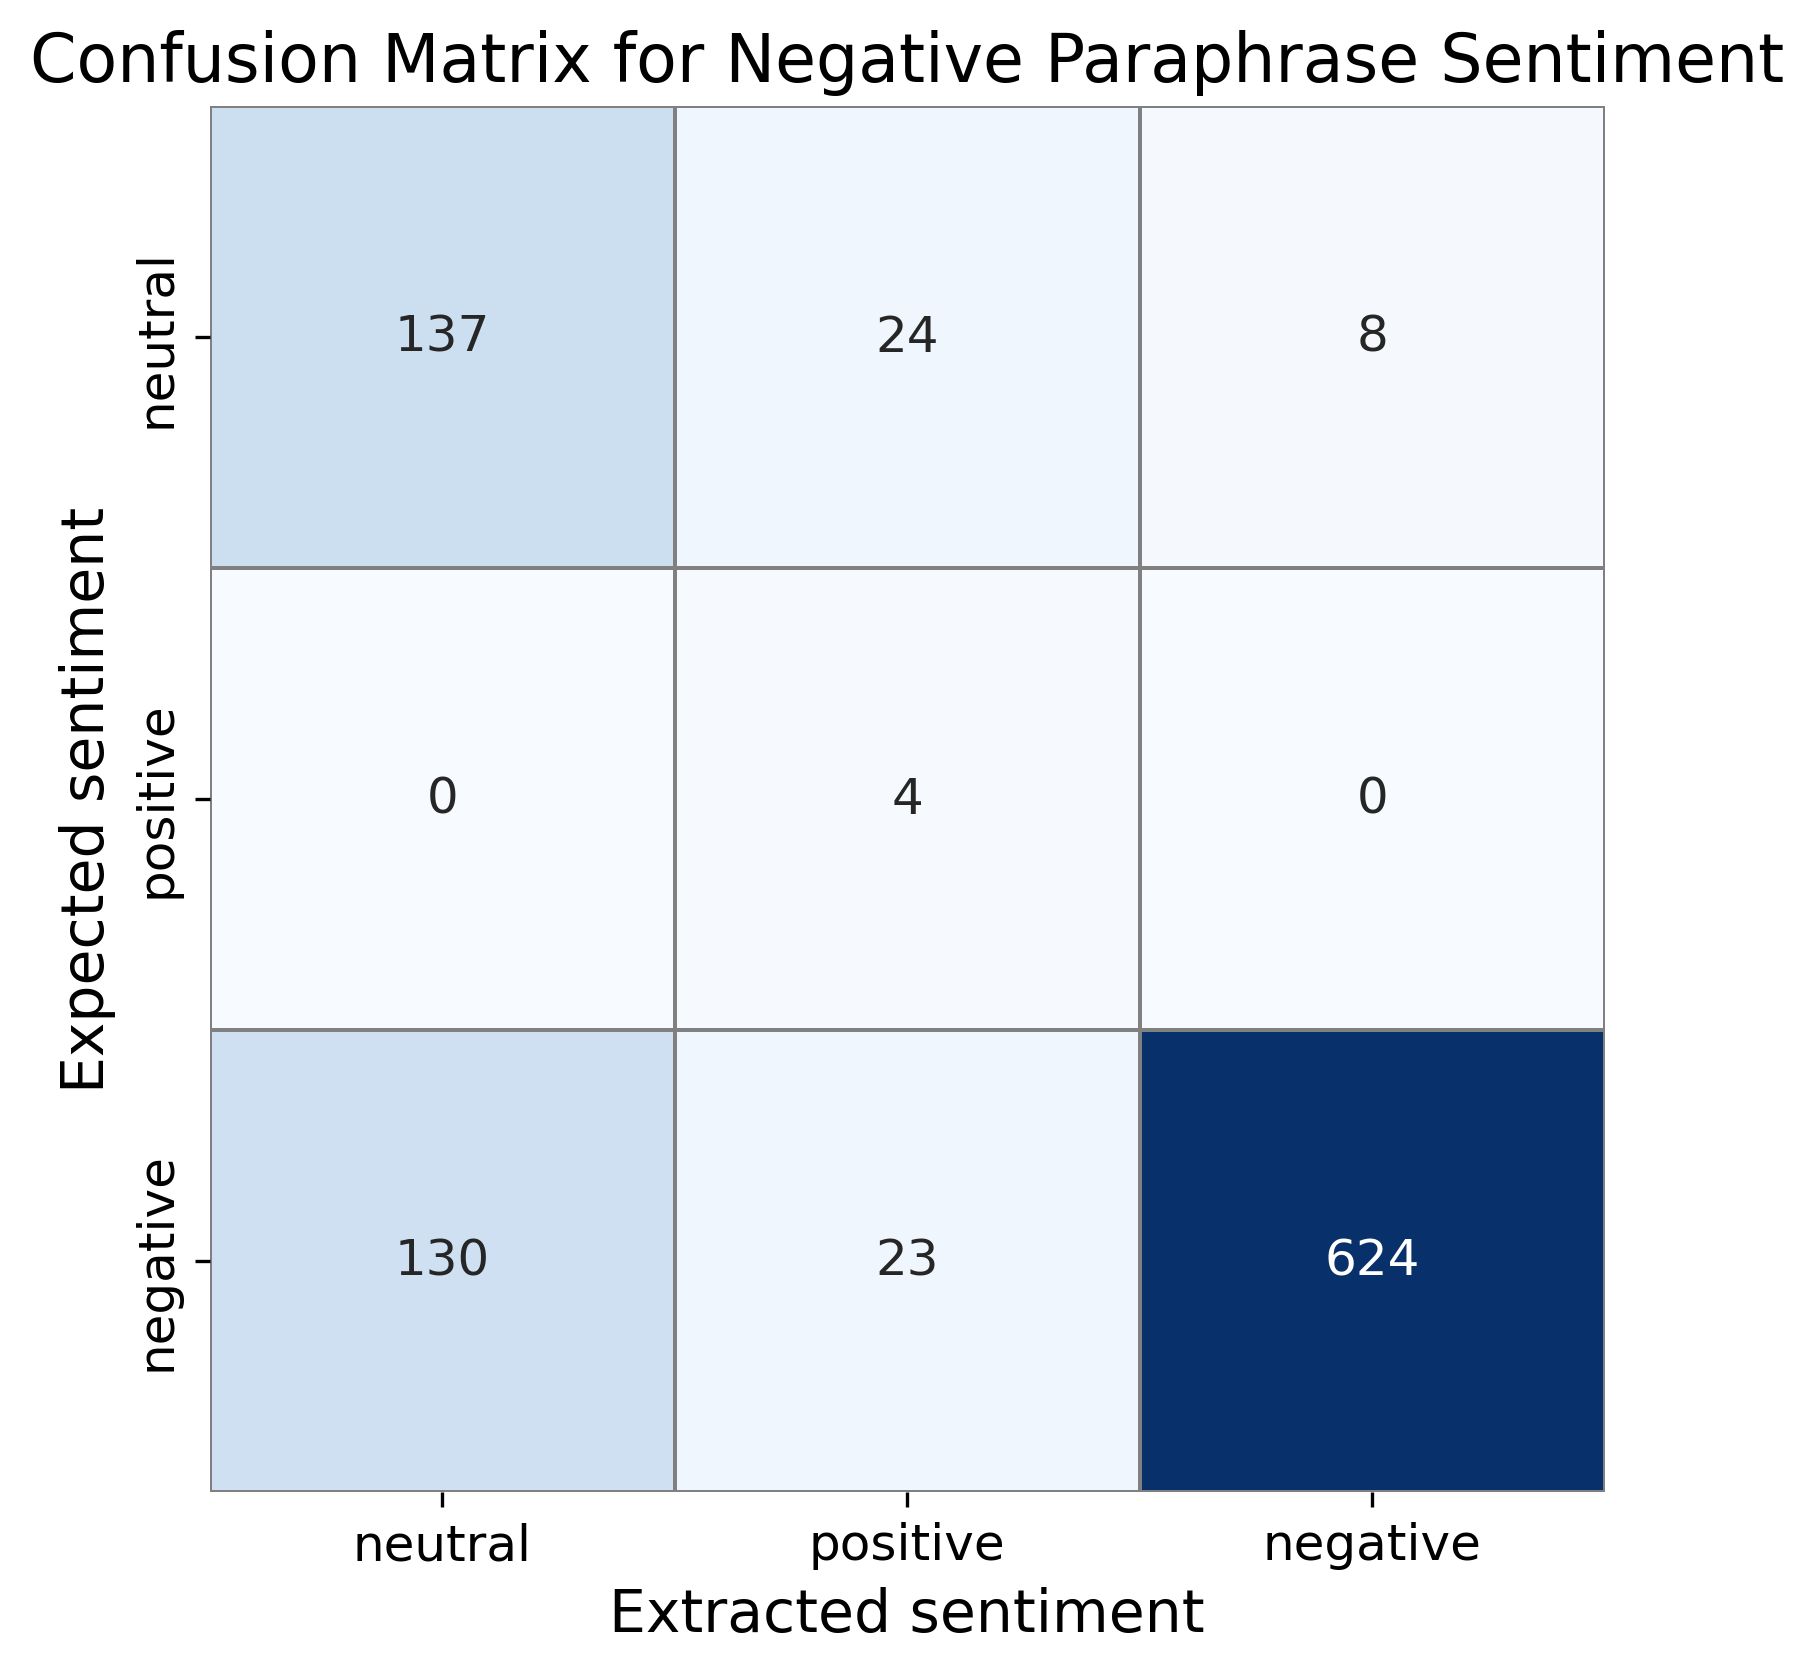 Confusion Matrix for Negative Paraphrase Sentiment
Expected sentiment
neutral
137 24 8
positive
0 4 0
negative
130 23 624
neutral positive negative
Extracted sentiment